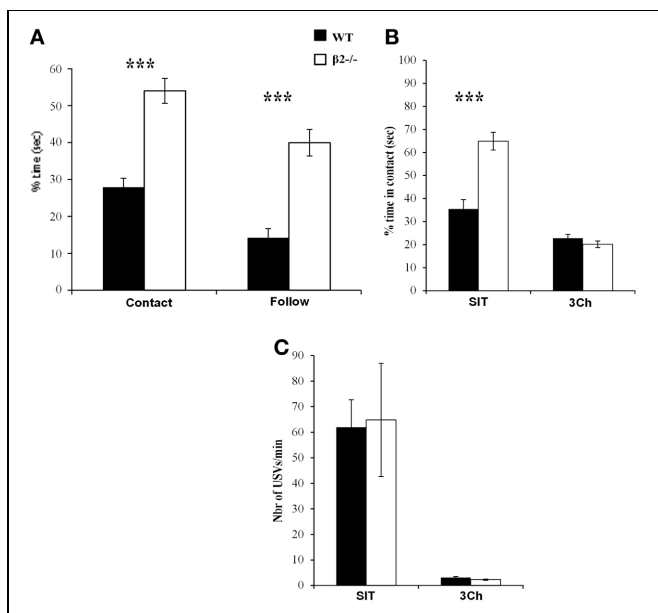 A
WT
β2-/-
***
***
% time (sec)
60
50
40
30
20
10
0
Contact
Follow
B
***
% time in contact (sec)
100
90
80
70
60
50
40
30
20
10
0
SIT
3Ch
C
Nbr of USVs/min
90
80
70
60
50
40
30
20
10
0
SIT
3Ch